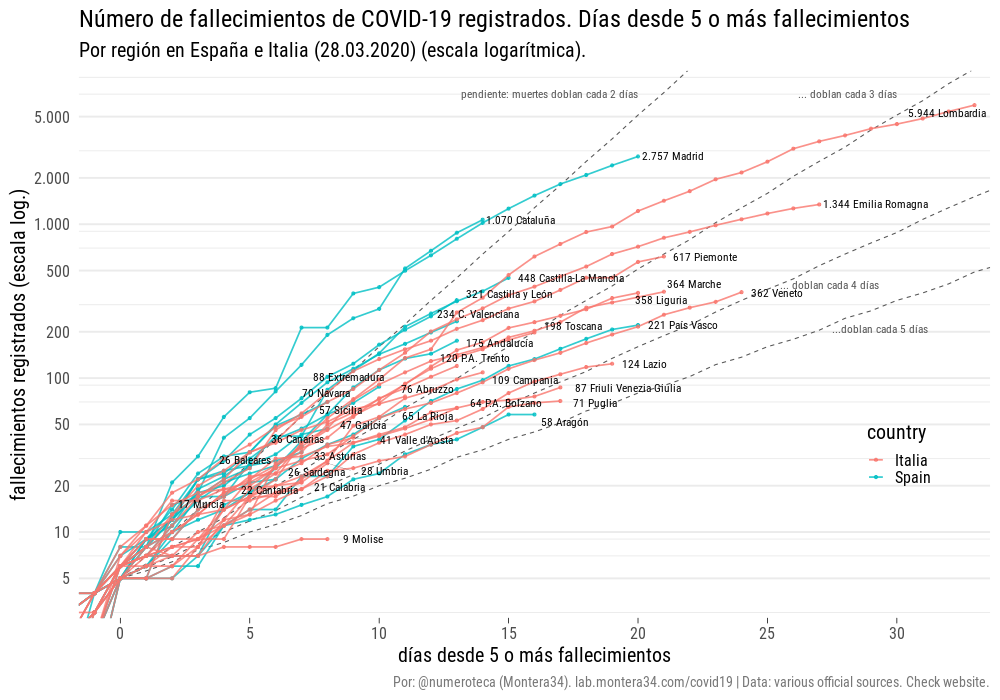 Número de fallecimientos de COVID-19 registrados. Días desde 5 o más fallecimientos
Por región en España e Italia (28.03.2020) (escala logarítmica).
pendiente: muertes doblan cada 2 días
... doblan cada 3 días
5.944 Lombardia
2.757 Madrid
1.344 Emilia Romagna
1.070 Cataluña
617 Piemonte
448 Castilla-La Mancha
... doblan cada 4 días
364 Marche
362 Veneto
321 Castilla y León
358 Liguria
234 C. Valenciana
198 Toscana
221 País Vasco
...doblan cada 5 días
175 Andalucía
120 P.A. Trento
124 Lazio
88 Extremadura
109 Campania
76 Abruzzo
87 Friuli Venezia Giulia
70 Navarra
64 P.A. Bolzano
71 Puglia
57 Sicilia
65 La Rioja
58 Aragón
47 Galicia
36 Canarias
41 Valle d'Aosta
33 Asturias
26 Baleares
26 Sardegna
28 Umbria
22 Cantabria
21 Calabria
17 Murcia
9 Molise
country
Italia
Spain
fallecimientos registrados (escala log.)
5.000
2.000
1.000
500
200
100
50
20
10
5
0 5 10 15 20 25 30
días desde 5 o más fallecimientos
Por: @numeroteca (Montera34). lab.montera34.com/covid19 | Data: various official sources. Check website.